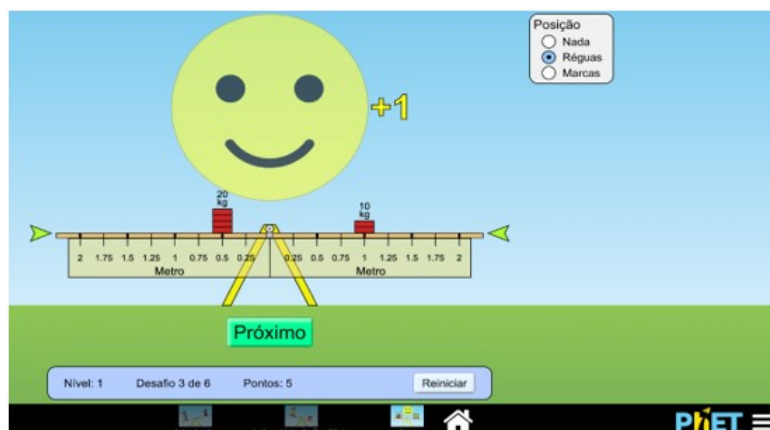 Posição
Nada
Réguas
Marcas
+1
20
kg
10
kg
2 1.75 1.5 1.25 1 0.75 0.5 0.25 0.25 0.5 0.75 1 1.25 1.5 1.75 2
Metro Metro
Próximo
Nível: 1 Desafio 3 de 6 Pontos: 5 Reiniciar
PhET